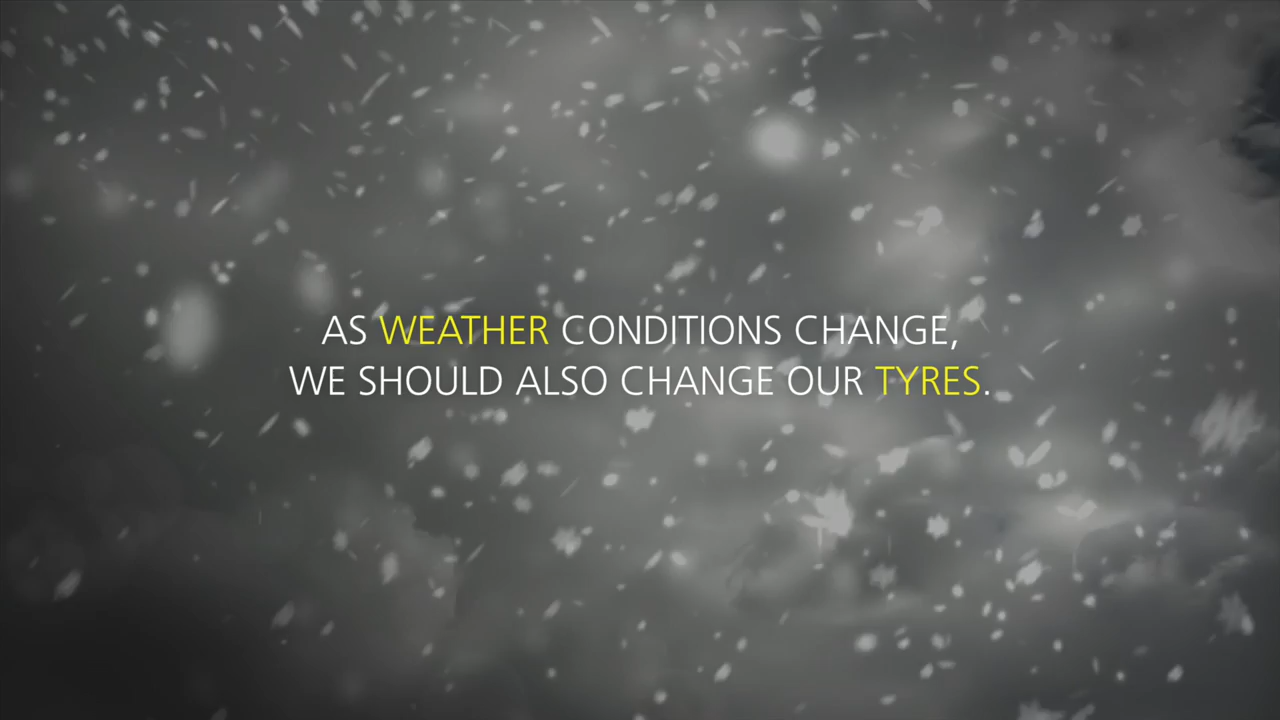 AS WEATHER CONDITIONS CHANGE,
WE SHOULD ALSO CHANGE OUR TYRES.